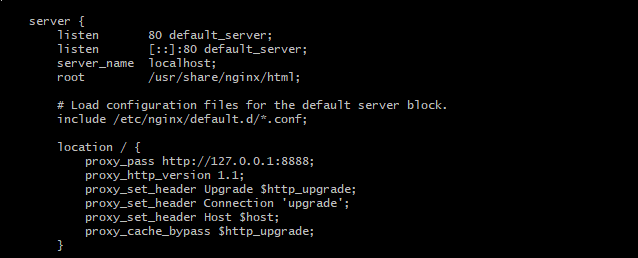 server {
listen 80 default_server;
listen [::]:80 default_server;
server_name localhost;
root /usr/share/nginx/html;
# Load configuration files for the default server block.
include /etc/nginx/default.d/*.conf;
location / {
proxy_pass http://127.0.0.1:8888;
proxy_http_version 1.1;
proxy_set_header Upgrade $http_upgrade;
proxy_set_header Connection 'upgrade';
proxy_set_header Host $host;
proxy_cache_bypass $http_upgrade;
}